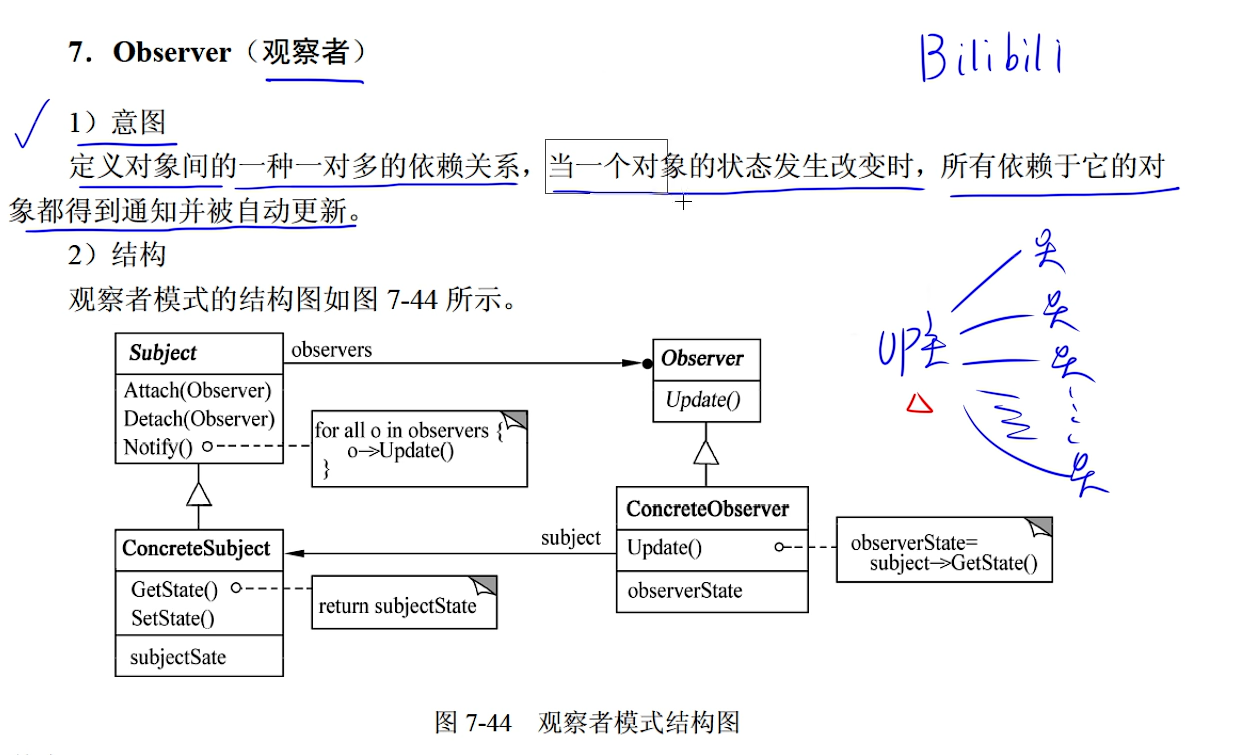 7. Observer（观察者）
Bilibili
1）意图
定义对象间的一种一对多的依赖关系，当一个对象的状态发生改变时，所有依赖于它的对
象都得到通知并被自动更新。
2）结构
观察者模式的结构图如图 7-44 所示。
Subject
observers
Observer
Attach(Observer)
Detach(Observer)
Notify()
for all o in observers {
o→Update()
}
Update()
UP主
ConcreteSubject
GetState()
SetState()
subjectSate
return subjectState
subject
ConcreteObserver
Update()
observerState
observerState=
subject→GetState()
图 7-44 观察者模式结构图